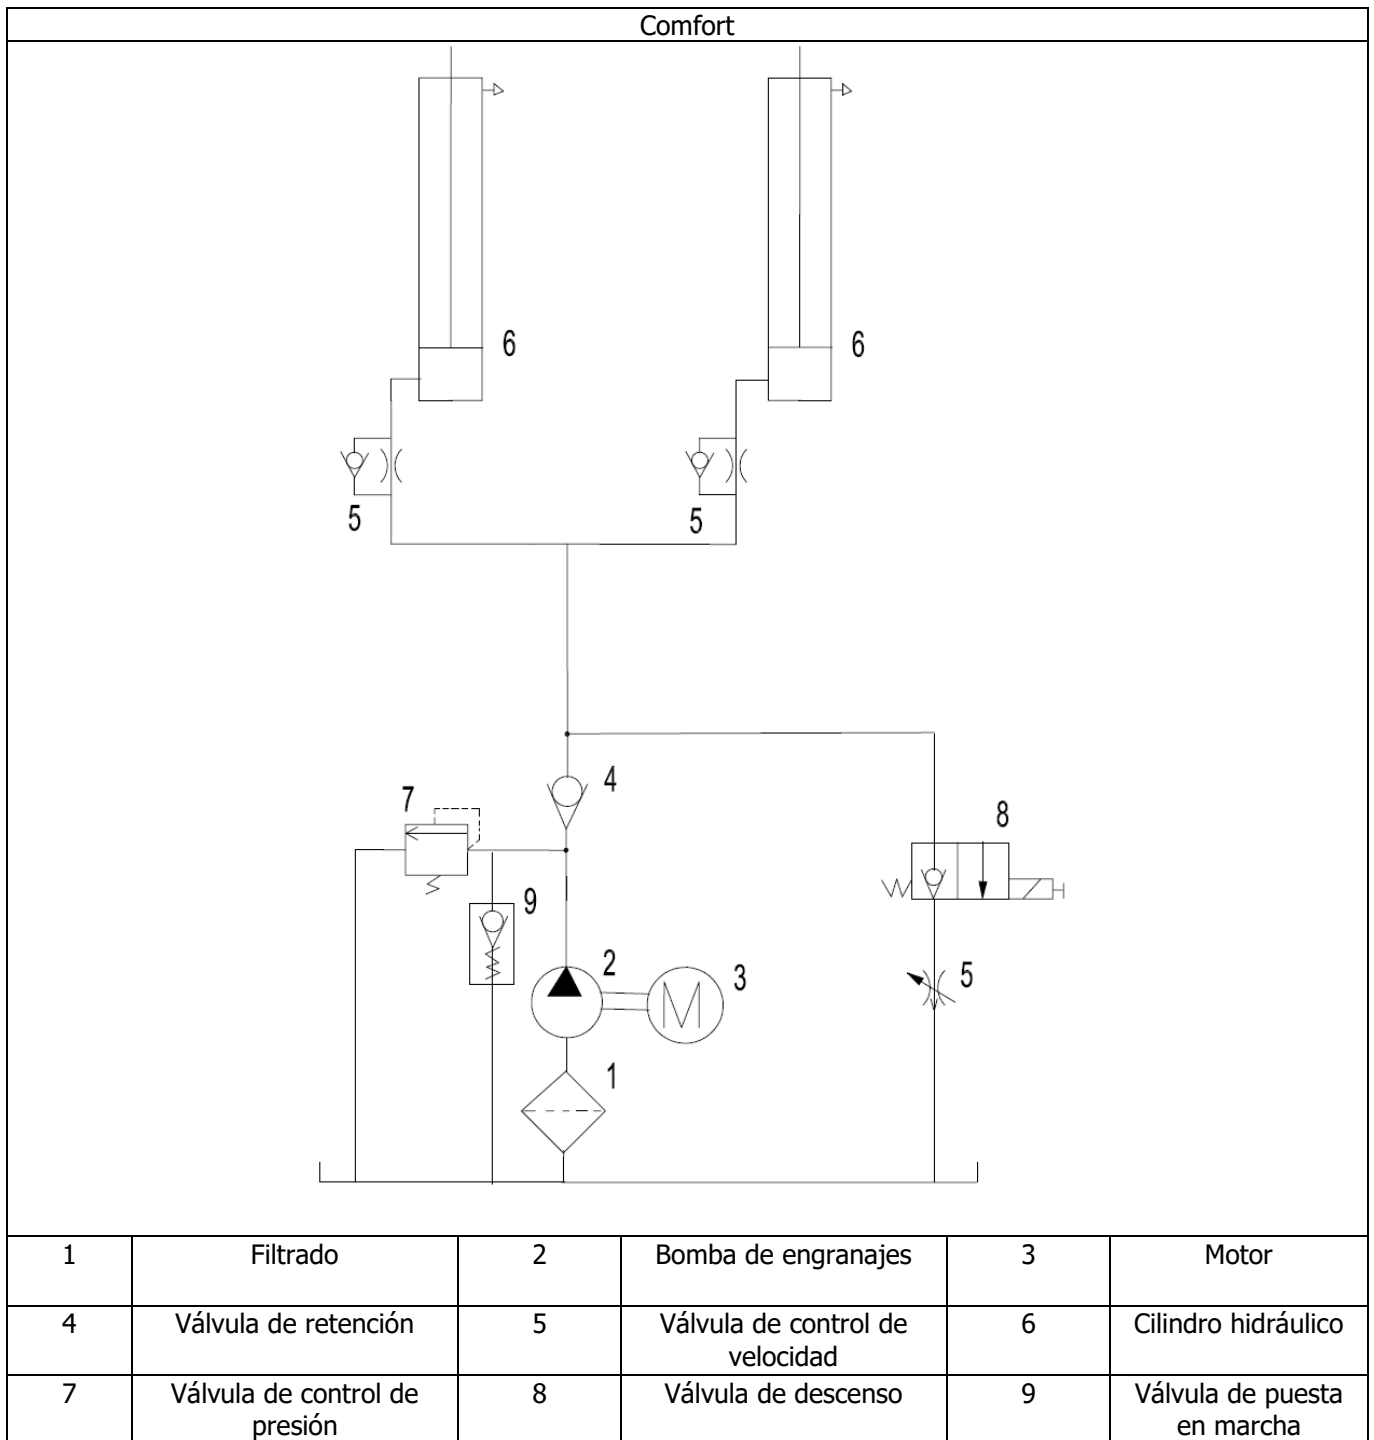 Comfort
6
6
5
5
4
7
8
9
2
3
5
M
1
1
Filtrado
2
Bomba de engranajes
3
Motor
4
Válvula de retención
5
Válvula de control de
velocidad
6
Cilindro hidráulico
7
Válvula de control de
presión
8
Válvula de descenso
9
Válvula de puesta
en marcha